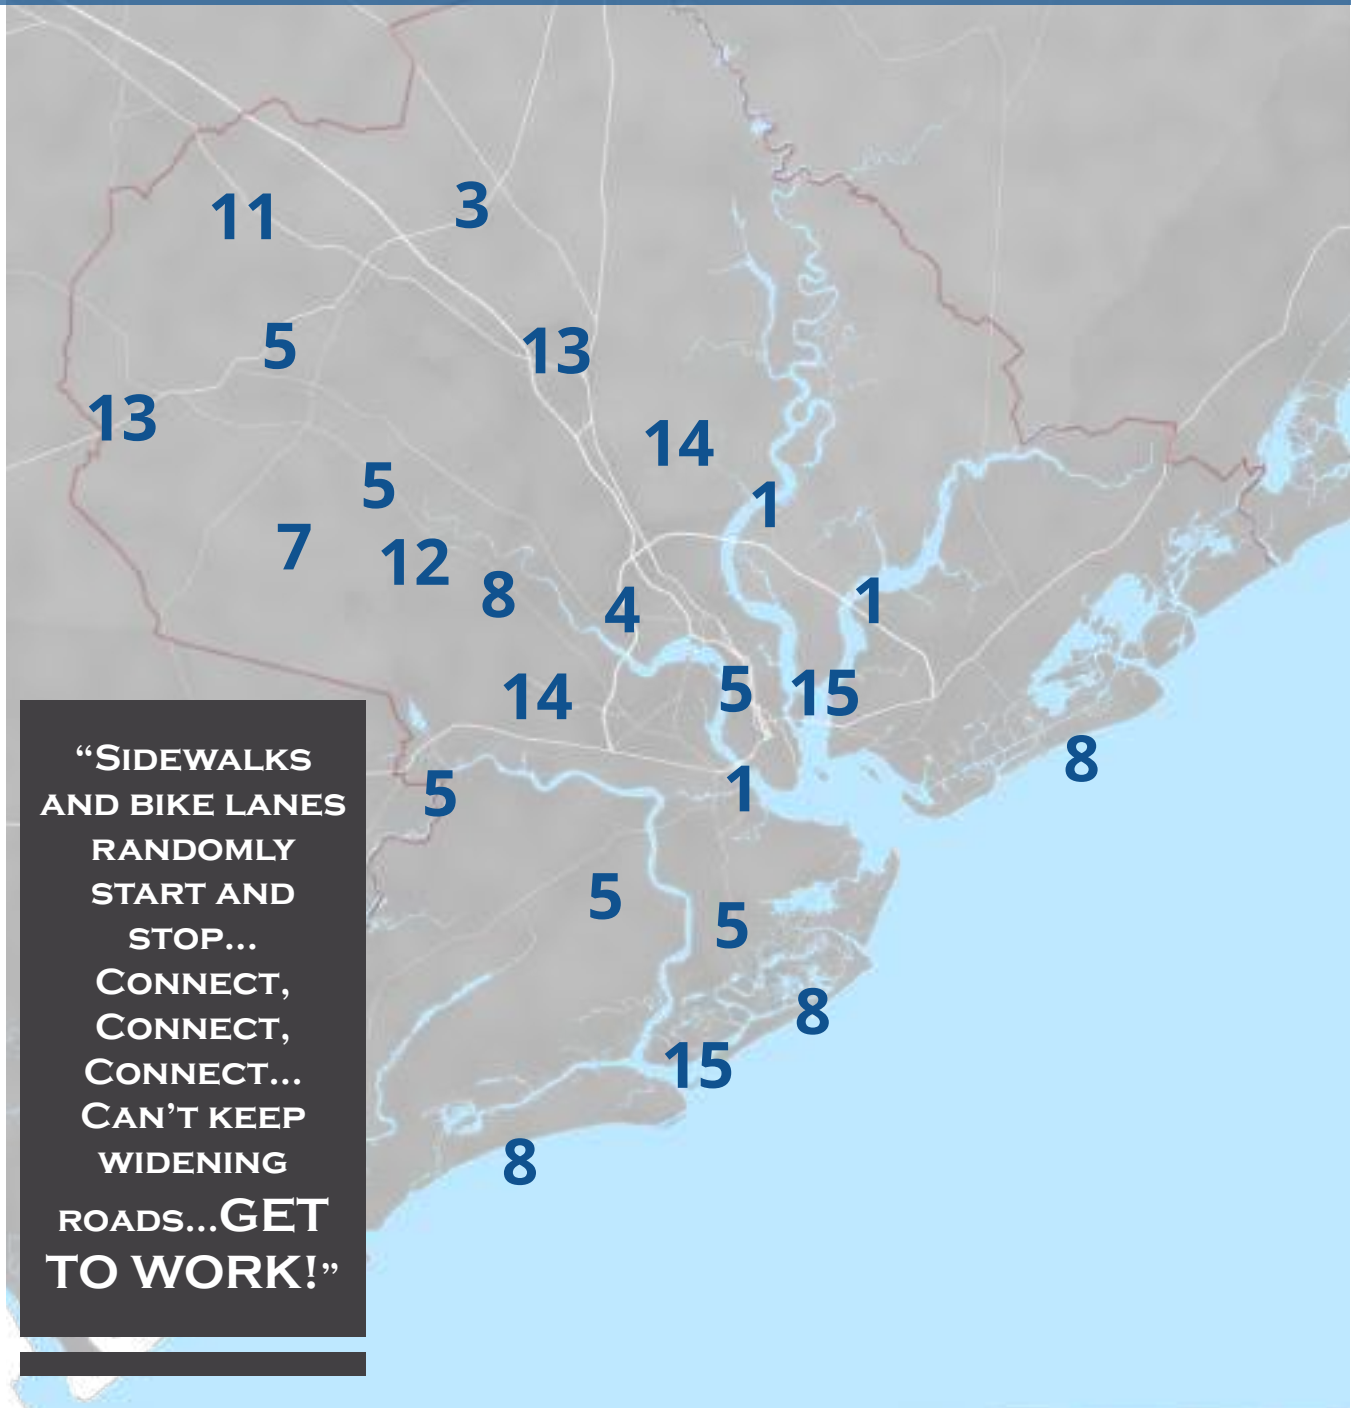 11
3
5
13
13
14
5
1
7
12
8
4
1
5
15
14
8
5
1
5
5
8
15
8
“Sidewalks
and bike lanes
randomly
start and
stop...
Connect,
Connect,
Connect...
Can’t keep
widening
roads...GET
TO WORK!”